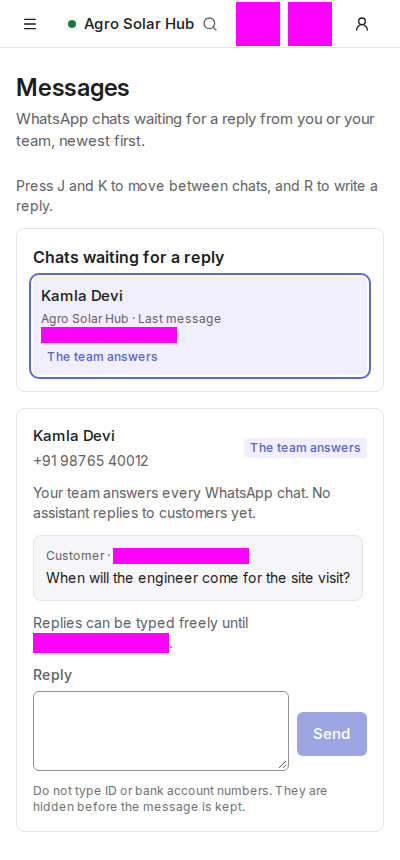 Agro Solar Hub
Messages
WhatsApp chats waiting for a reply from you or your
team, newest first.
Press J and K to move between chats, and R to write a
reply.
Chats waiting for a reply
Kamla Devi
Agro Solar Hub · Last message
The team answers
Kamla Devi
+91 98765 40012
The team answers
Your team answers every WhatsApp chat. No
assistant replies to customers yet.
Customer ·
When will the engineer come for the site visit?
Replies can be typed freely until
.
Reply
Send
Do not type ID or bank account numbers. They are
hidden before the message is kept.